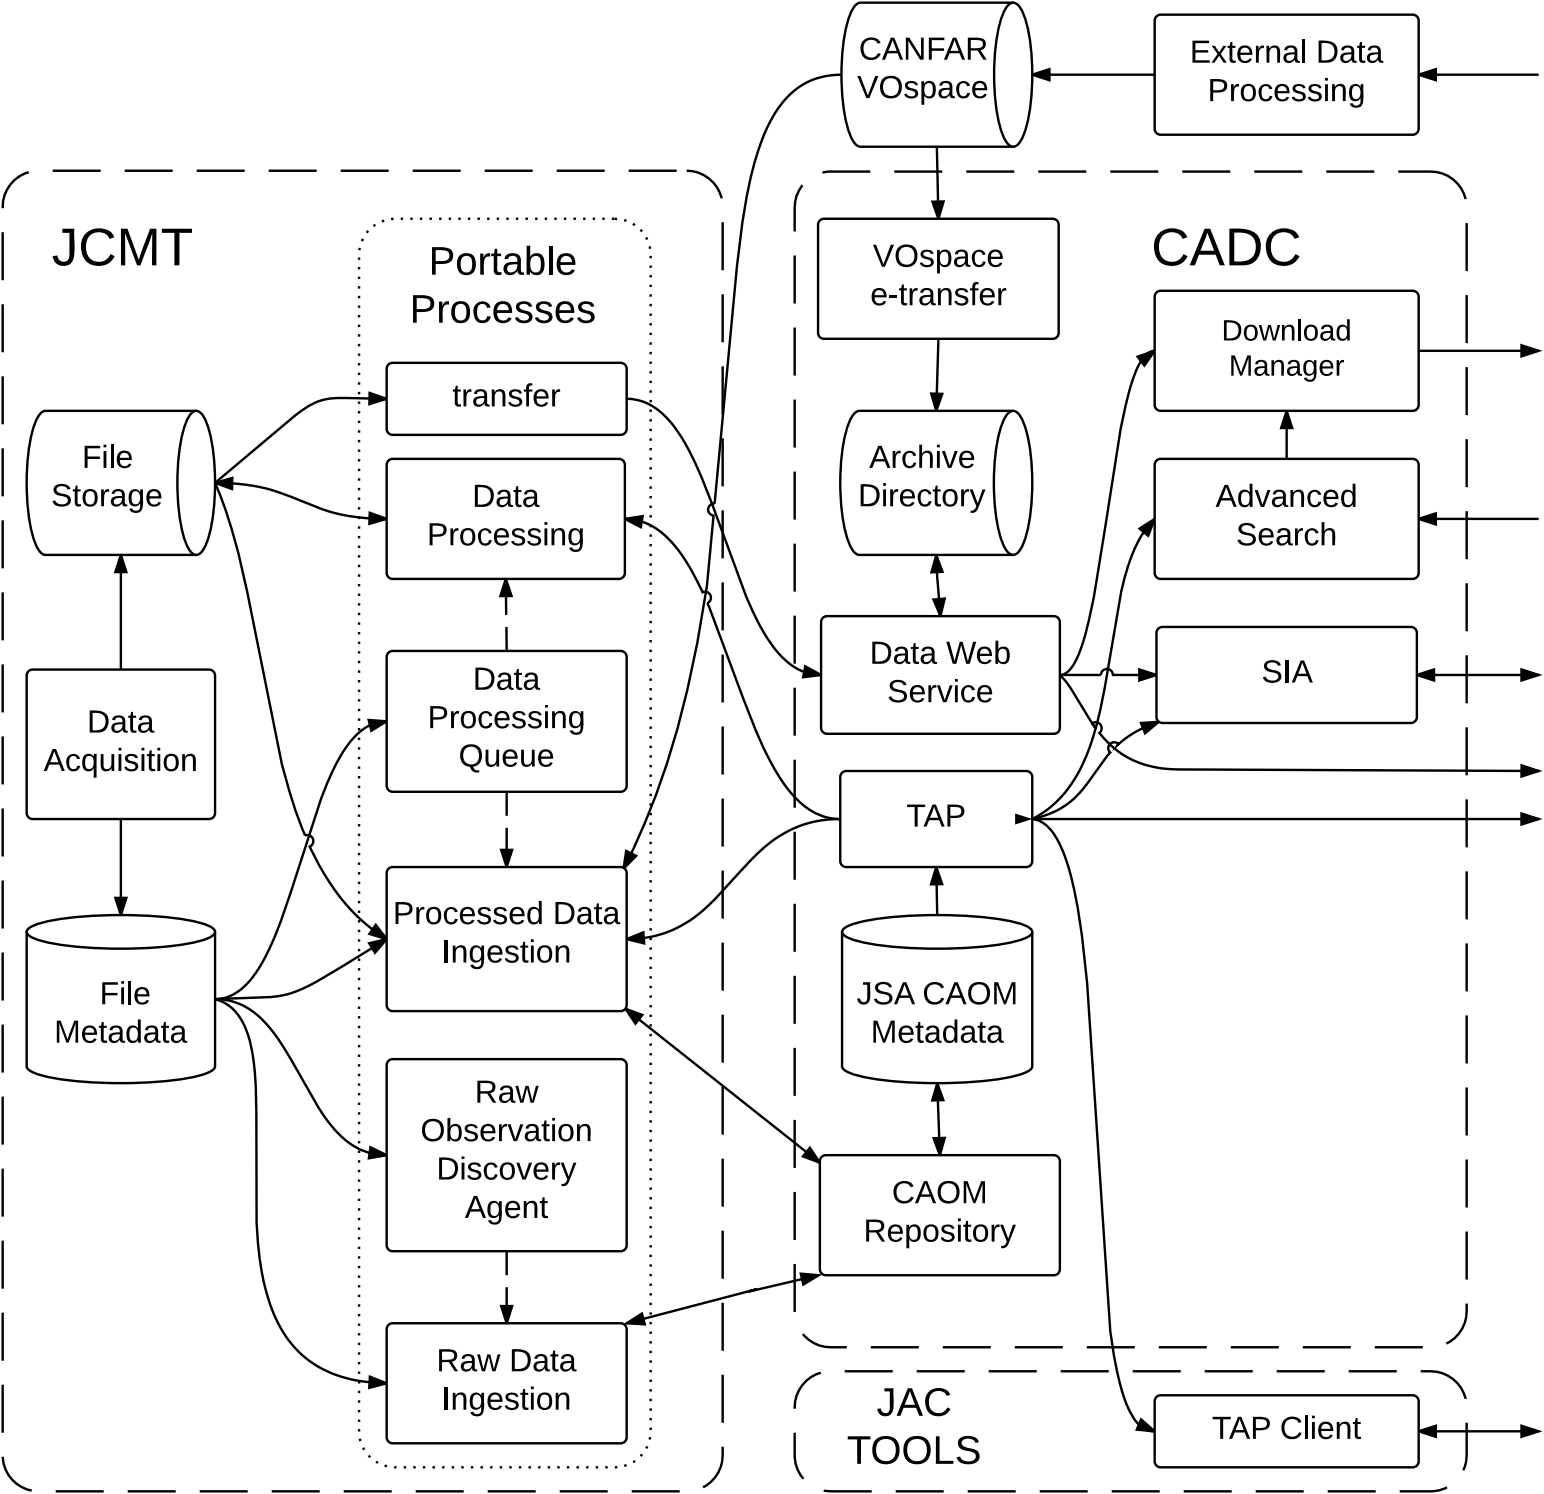 CANFAR
VOspace
External Data
Processing
JCMT
Portable
Processes
transfer
File
Storage
Data
Processing
Data
Acquisition
Data
Processing
Queue
Processed Data
Ingestion
File
Metadata
Raw
Observation
Discovery
Agent
Raw Data
Ingestion
CADC
VOspace
e-transfer
Download
Manager
Archive
Directory
Advanced
Search
Data Web
Service
SIA
TAP
JSA CAOM
Metadata
CAOM
Repository
JAC
TOOLS
TAP Client